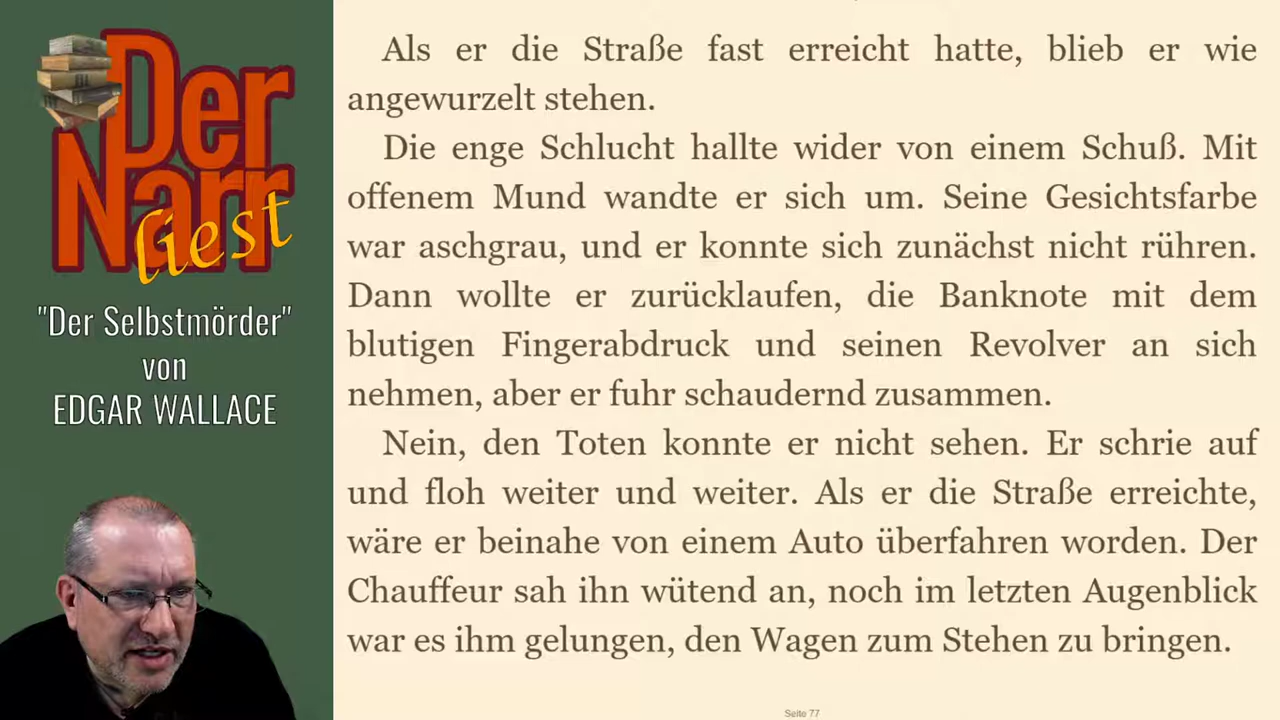 Der
Narr
liest
"Der Selbstmörder"
von
EDGAR WALLACE
Als er die Straße fast erreicht hatte, blieb er wie
angewurzelt stehen.
Die enge Schlucht hallte wider von einem Schuß. Mit
offenem Mund wandte er sich um. Seine Gesichtsfarbe
war aschgrau, und er konnte sich zunächst nicht rühren.
Dann wollte er zurücklaufen, die Banknote mit dem
blutigen Fingerabdruck und seinen Revolver an sich
nehmen, aber er fuhr schaudernd zusammen.
Nein, den Toten konnte er nicht sehen. Er schrie auf
und floh weiter und weiter. Als er die Straße erreichte,
wäre er beinahe von einem Auto überfahren worden. Der
Chauffeur sah ihn wütend an, noch im letzten Augenblick
war es ihm gelungen, den Wagen zum Stehen zu bringen.
Seite 77